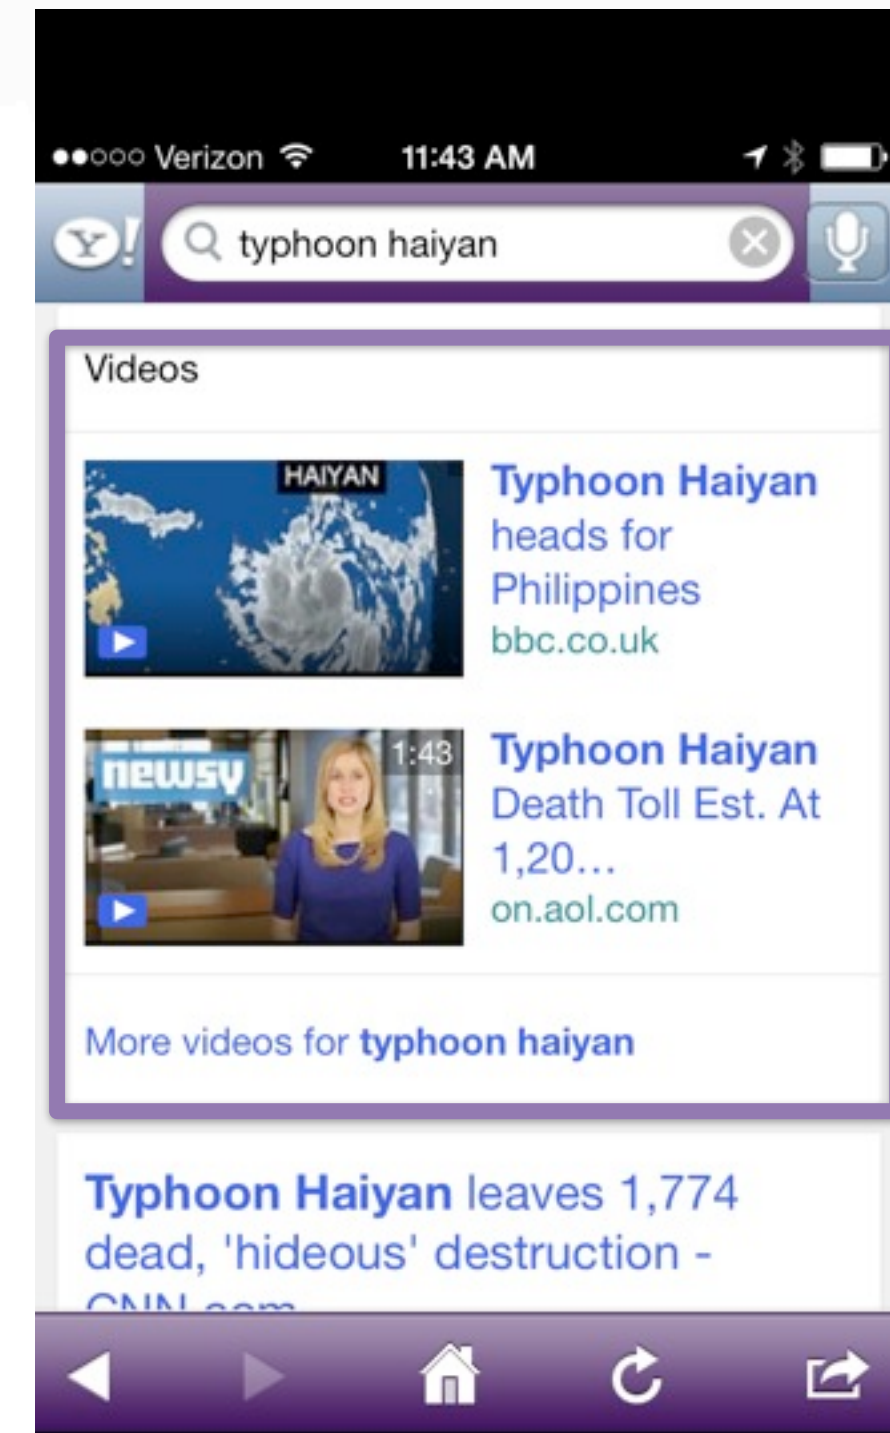 Verizon 11:43 AM
Y! typhoon haiyan
Videos
HAIYAN
Typhoon Haiyan
heads for
Philippines
bbc.co.uk
newsy
1:43
Typhoon Haiyan
Death Toll Est. At
1,20...
on.aol.com
More videos for typhoon haiyan
Typhoon Haiyan leaves 1,774
dead, 'hideous' destruction -
CNN.com